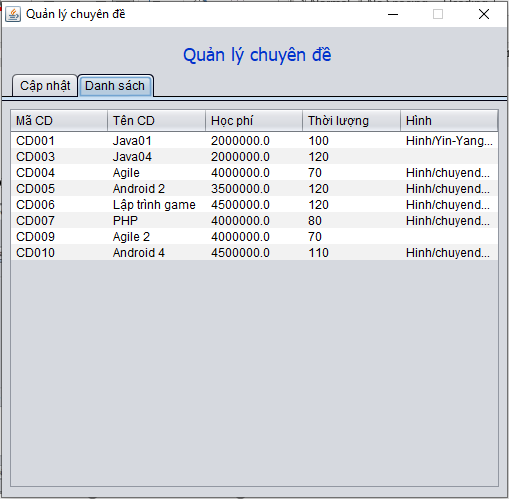 Quản lý chuyên đề
Quản lý chuyên đề
Cập nhật Danh sách
Mã CD Tên CD Học phí Thời lượng Hình
CD001 Java01 2000000.0 100 Hinh/Yin-Yang...
CD003 Java04 2000000.0 120
CD004 Agile 4000000.0 70 Hinh/chuyend...
CD005 Android 2 3500000.0 120 Hinh/chuyend...
CD006 Lập trình game 4500000.0 120 Hinh/chuyend...
CD007 PHP 4000000.0 80 Hinh/chuyend...
CD009 Agile 2 4000000.0 70
CD010 Android 4 4500000.0 110 Hinh/chuyend...